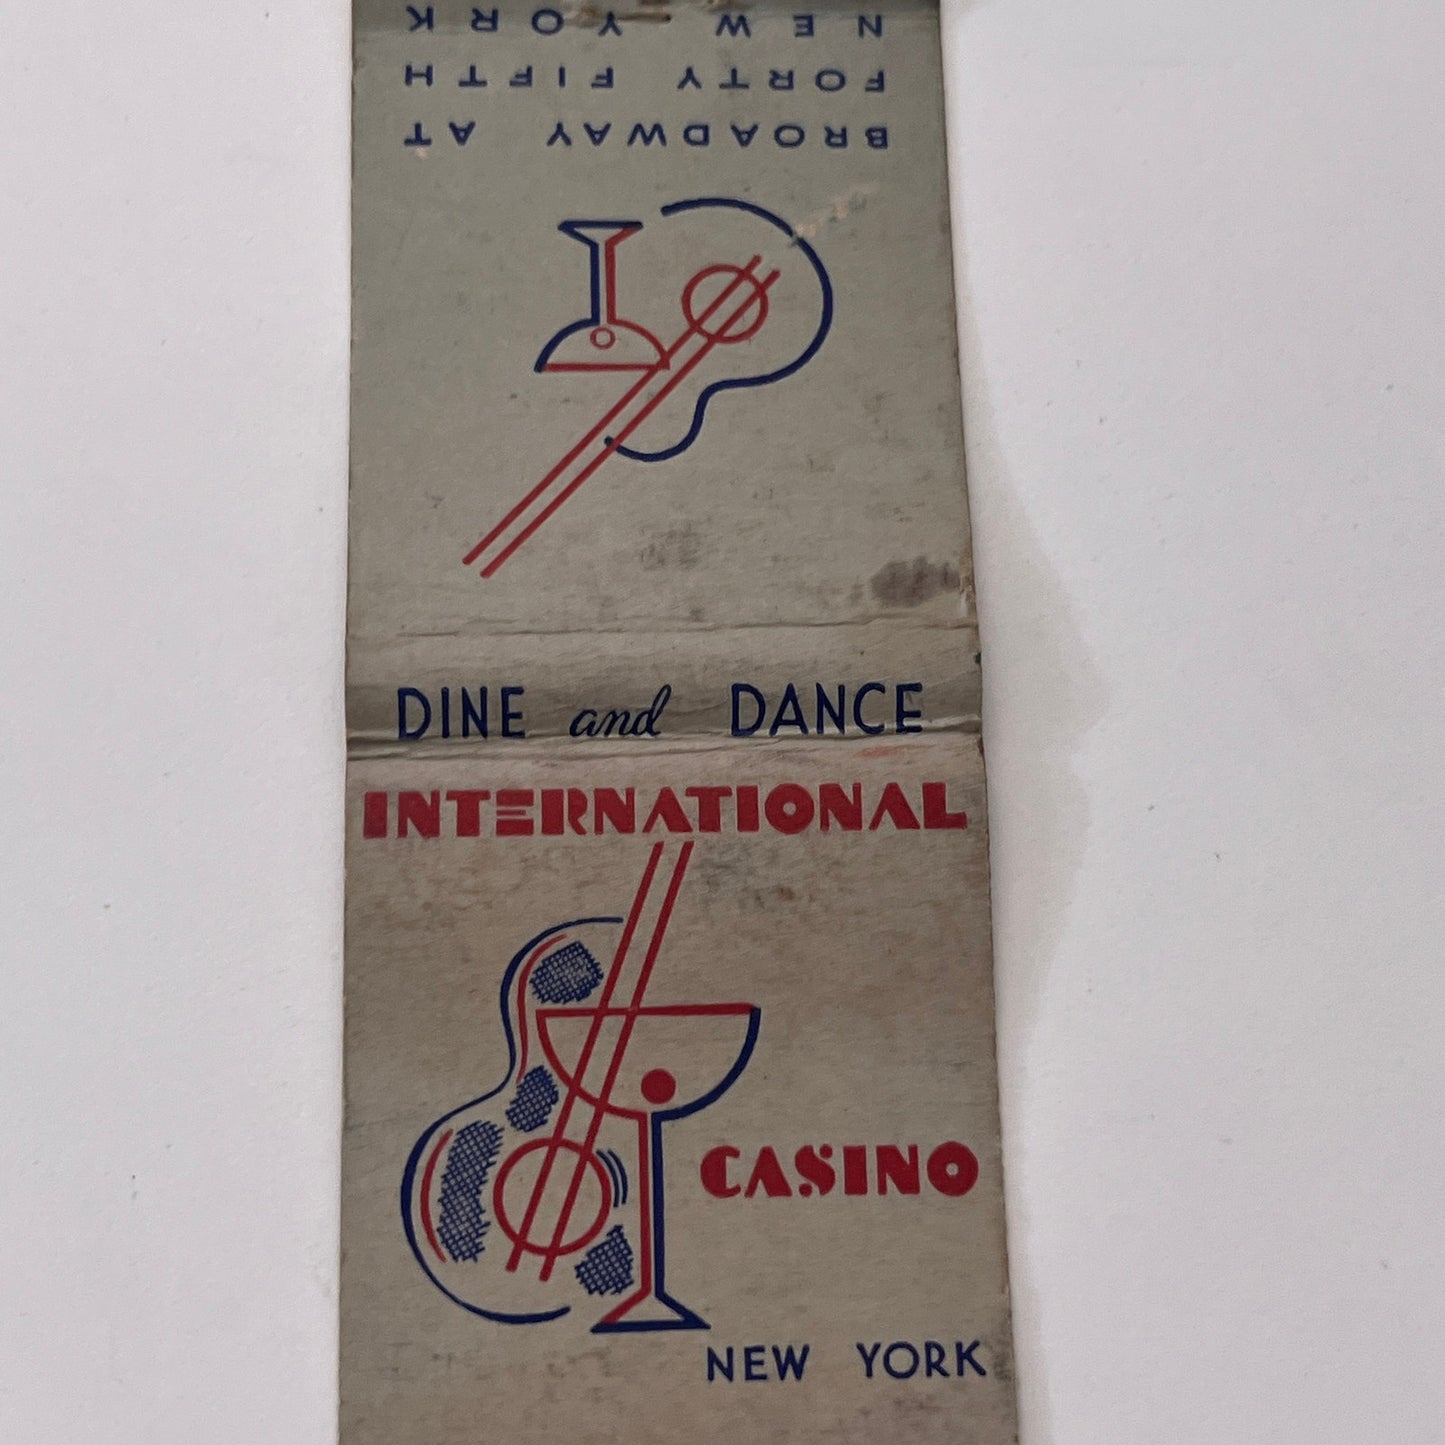 BROADWAY AT
FORTY FIFTH
NEW YORK
DINE and DANCE
INTERNATIONAL
CASINO
NEW YORK